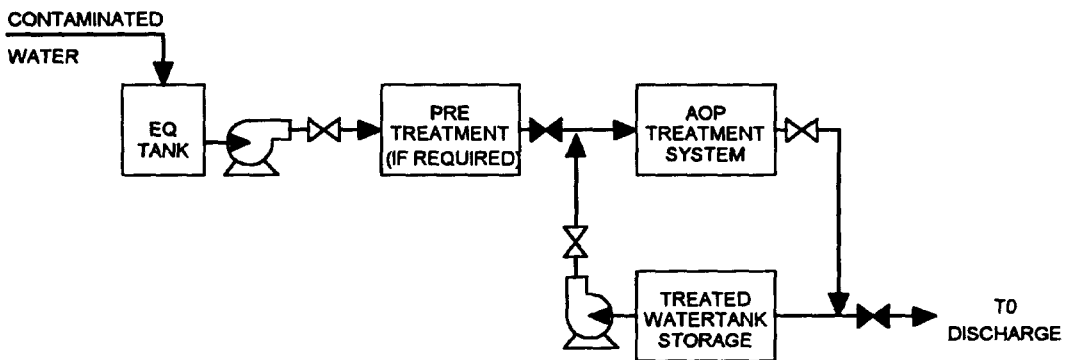 CONTAMINATED
WATER
EQ
TANK
PRE
TREATMENT
(IF REQUIRED)
AOP
TREATMENT
SYSTEM
TREATED
WATERTANK
STORAGE
T0
DISCHARGE